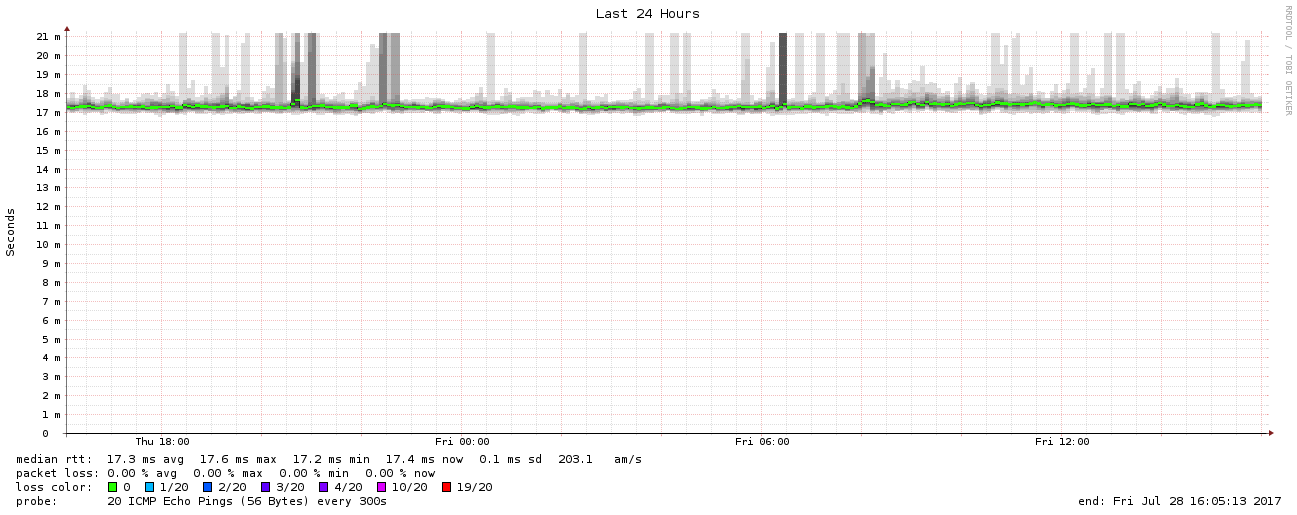 Last 24 Hours
RRDTOOL / TOBI OETIKER
Seconds
21 m
20 m
19 m
18 m
17 m
16 m
15 m
14 m
13 m
12 m
11 m
10 m
9 m
8 m
7 m
6 m
5 m
4 m
3 m
2 m
1 m
0
Thu 18:00 Fri 00:00 Fri 06:00 Fri 12:00
median rtt: 17.3 ms avg 17.6 ms max 17.2 ms min 17.4 ms now 0.1 ms sd 203.1 am/s
packet loss: 0.00 % avg 0.00 % max 0.00 % min 0.00 % now
loss color: 0 1/20 2/20 3/20 4/20 10/20 19/20
probe: 20 ICMP Echo Pings (56 Bytes) every 300s end: Fri Jul 28 16:05:13 2017